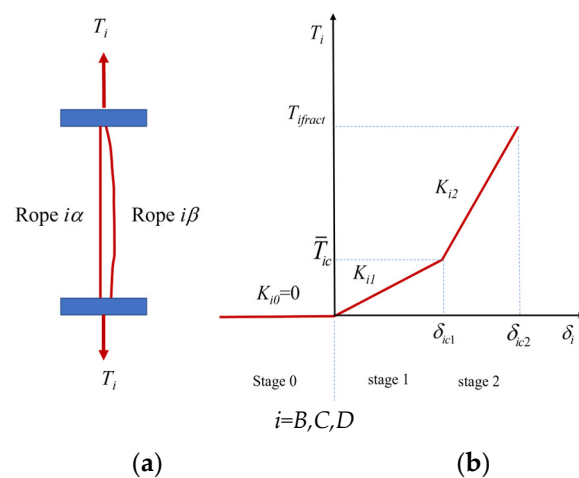 T_i
Rope iα
Rope iβ
T_i
(a)
T_i
T_ifract
K_i2
T̄_ic
K_i1
K_i0=0
δ_ic1
δ_ic2
δ_i
Stage 0
stage 1
stage 2
i=B,C,D
(b)